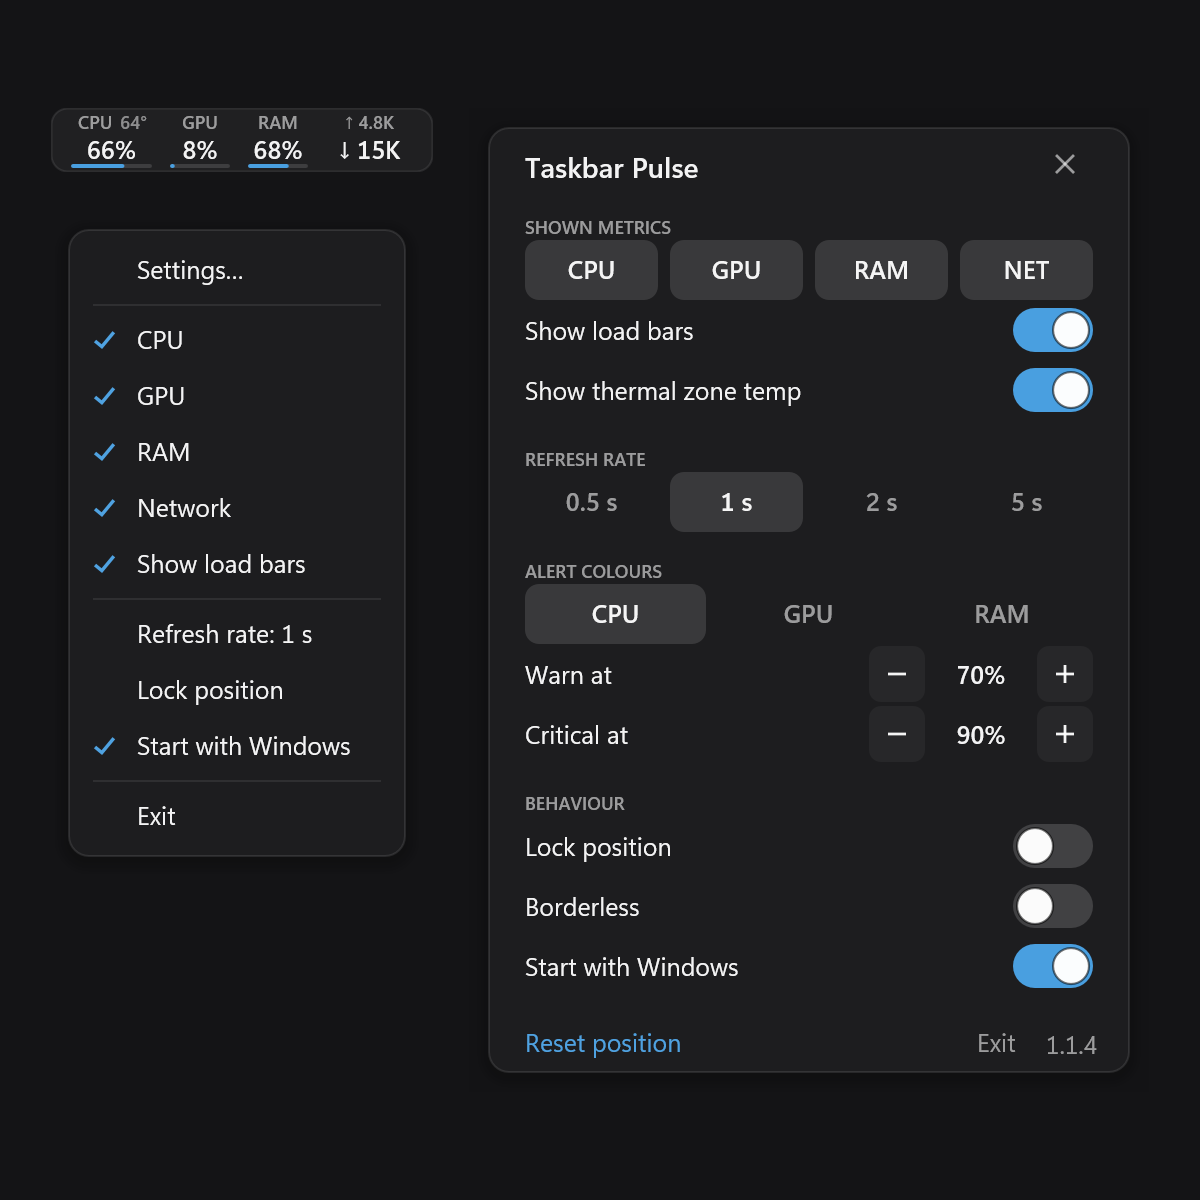 CPU 64° GPU RAM ↑ 4.8K
66% 8% 68% ↓ 15K
Settings...
CPU
GPU
RAM
Network
Show load bars
Refresh rate: 1 s
Lock position
Start with Windows
Exit
Taskbar Pulse
SHOWN METRICS
CPU GPU RAM NET
Show load bars
Show thermal zone temp
REFRESH RATE
0.5 s 1 s 2 s 5 s
ALERT COLOURS
CPU GPU RAM
Warn at − 70% +
Critical at − 90% +
BEHAVIOUR
Lock position
Borderless
Start with Windows
Reset position Exit 1.1.4